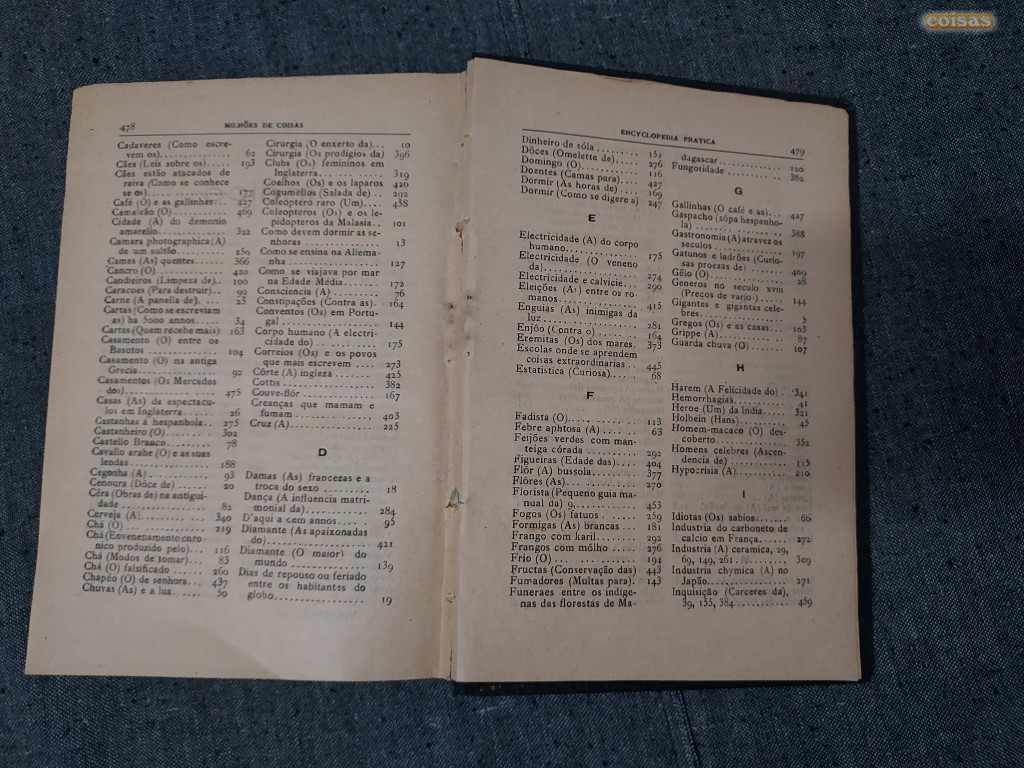 coisas
478 MILHÕES DE COISAS
Cadaveres (Como escre-
vem os)................ 62
Cães (Leis sobre os)....... 193
Cães estão atacados de
raiva (Como se conhece
se os).................. 177
Café (O) e as gallinhas... 427
Camaleão (O)............ 469
Cidade (A) do demonio
amarello................ 322
Camara photographica (A)
de um sultão............
Cames (As) quentes...... 366
Cancro (O).............. 420
Candieiros (Limpeza de).. 100
Caracoes (Para destruir).. 99
Carne (A panella de)..... 25
Cartas (Como se escreviam
as) ha 3000 annos..... 34
Cartas (Quem recebe mais) 163
Casamento (O) entre os
Basutos ................ 104
Casamento (O) na antiga
Grecia.................. 92
Casamentos (Os Mercados
dos).................... 475
Casas (As) de espectacu-
los em Inglaterra....... 26
Castanhas a hespanhola.. 275
Castanheiro (O).......... 302
Castello Branco.......... 78
Cavallo arabe (O) e as suas
lendas.................. 188
Cegonha (A)............. 93
Cenoura (Dôce de)....... 20
Cêra (Obras de) na antigui-
dade.................... 82
Cerveja (A).............. 340
Chá (O)................. 219
Chá (Envenenamento caro-
nico produzido pelo)... 116
Chá (Modos de tomar)... 83
Chá (O) falsificado....... 260
Chapéo (O) de senhora... 437
Chuvas (As) e a lua...... 50
Cirurgia (O enxerto da)... 10
Cirurgia (Os prodigios da) 396
Clubs (Os) femininos em
Inglaterra.............. 319
Coelhos (Os) e os laparos 420
Cogumellos (Salada de).. 292
Coleoptero raro (Um).... 458
Coleopteros (Os) e os le-
pidopteros da Malasia.. 101
Como devem dormir as se-
nhoras ................. 13
Como se ensina na Allema-
nha .................... 127
Como se viajava por mar
na Edade Média........ 172
Consciencia (A)......... 76
Constipações (Contra as). 164
Conventos (Os) em Portu-
gal..................... 144
Corpo humano (A electri-
cidade do)............. 175
Correios (Os) e os povos
que mais escrevem .... 273
Côrte (A) ingleza........ 425
Cottis................... 382
Couve-flôr............... 167
Creanças que mamam e
fumam.................. 403
Cruz (A)................ 225
D
Damas (As) francezas e a
troca do sexo .......... 18
Dança (A influencia matri-
monial da)............. 284
D'aqui a cem annos...... 95
Diamante (As apaixonadas
do)..................... 421
Diamante (O maior) do
mundo ................. 139
Dias de repouso ou feriado
entre os habitantes do
globo................... 19
ENCYCLOPEDIA PRATICA 479
Dinheiro de sóla ......... 151
Dôces (Omelette de)..... 276
Domingo (O)............ 116
Doentes (Camas para).... 427
Dormir (As horas de).... 169
Dormir (Como se digere a) 247
E
Electricidade (A) do corpo
humano................. 175
Electricidade (O veneno
da)..................... 274
Electricidade e calvicie... 290
Eleições (As) entre os ro-
manos.................. 415
Enguias (As) inimigas da
luz..................... 281
Enjôo (Contra o)......... 164
Eremitas (Os) dos mares. 373
Escolas onde se aprendem
coisas extraordinarias .. 445
Estatistica (Curiosa)..... 68
F
Fadista (O).............. 113
Febre aphtosa (A)....... 63
Feijões verdes com man-
teiga córada ........... 292
Figueiras (Edade das).... 404
Flôr (A) bussola.......... 377
Flôres (As).............. 270
Florista (Pequeno guia ma-
nual da) 9,............. 453
Fogos (Os) fatuos ....... 259
Formigas (As) brancas... 181
Frango com karil......... 292
Frangos com môlho ..... 276
Frio (O)................. 194
Fructas (Conservação das) 443
Fumadores (Multas para). 143
Funeraes entre os indige-
nas das florestas de Ma-
dagascar................ 120
Fungosidade............. 382
G
Gallinhas (O café e as)... 427
Gaspacho (sôpa hespanho-
la)...................... 388
Gastronomia (A) atravez os
seculos................. 197
Gatunos e ladrões (Curio-
sas proezas de)........ 409
Gêlo (O)................ 28
Generos no seculo XVIII
(Preços de vario.)...... 144
Gigantes e gigantas cele-
bres.................... 5
Gregos (Os) e as casas... 103
Grippe (A).............. 87
Guarda chuva (O)....... 107
H
Harem (A Felicidade do). 341
Hemorrhagias............ 41
Heroe (Um) da India..... 321
Holbein (Hans).......... 45
Homem-macaco (O) des-
coberto................. 352
Homens celebres (Ascen-
dencia de).............. 115
Hypocrisia (A)........... 210
I
Idiotas (Os) sabios....... 66
Industria do carboneto de
calcio em França....... 272
Industria (A) ceramica, 29,
69, 149, 261............ 309
Industria chymica (A) no
Japão................... 271
Inquisição (Carceres da),
39, 155, 384............ 459